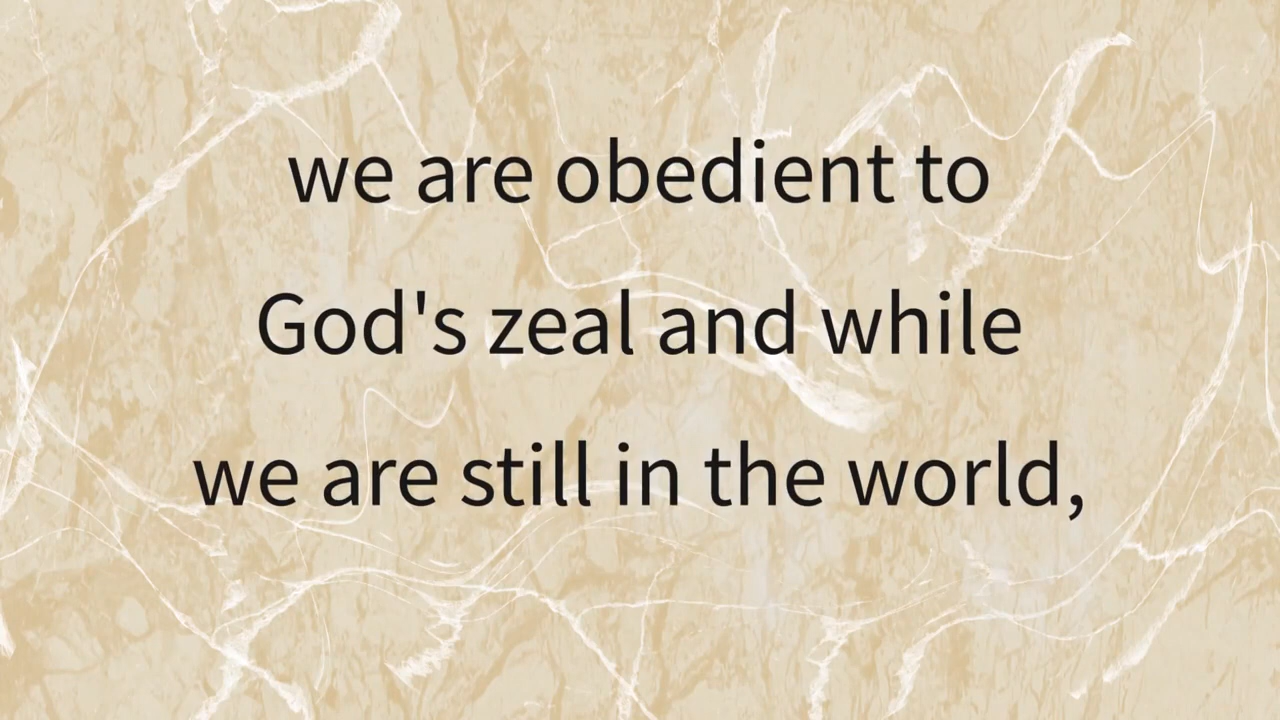 we are obedient to
God's zeal and while
we are still in the world,